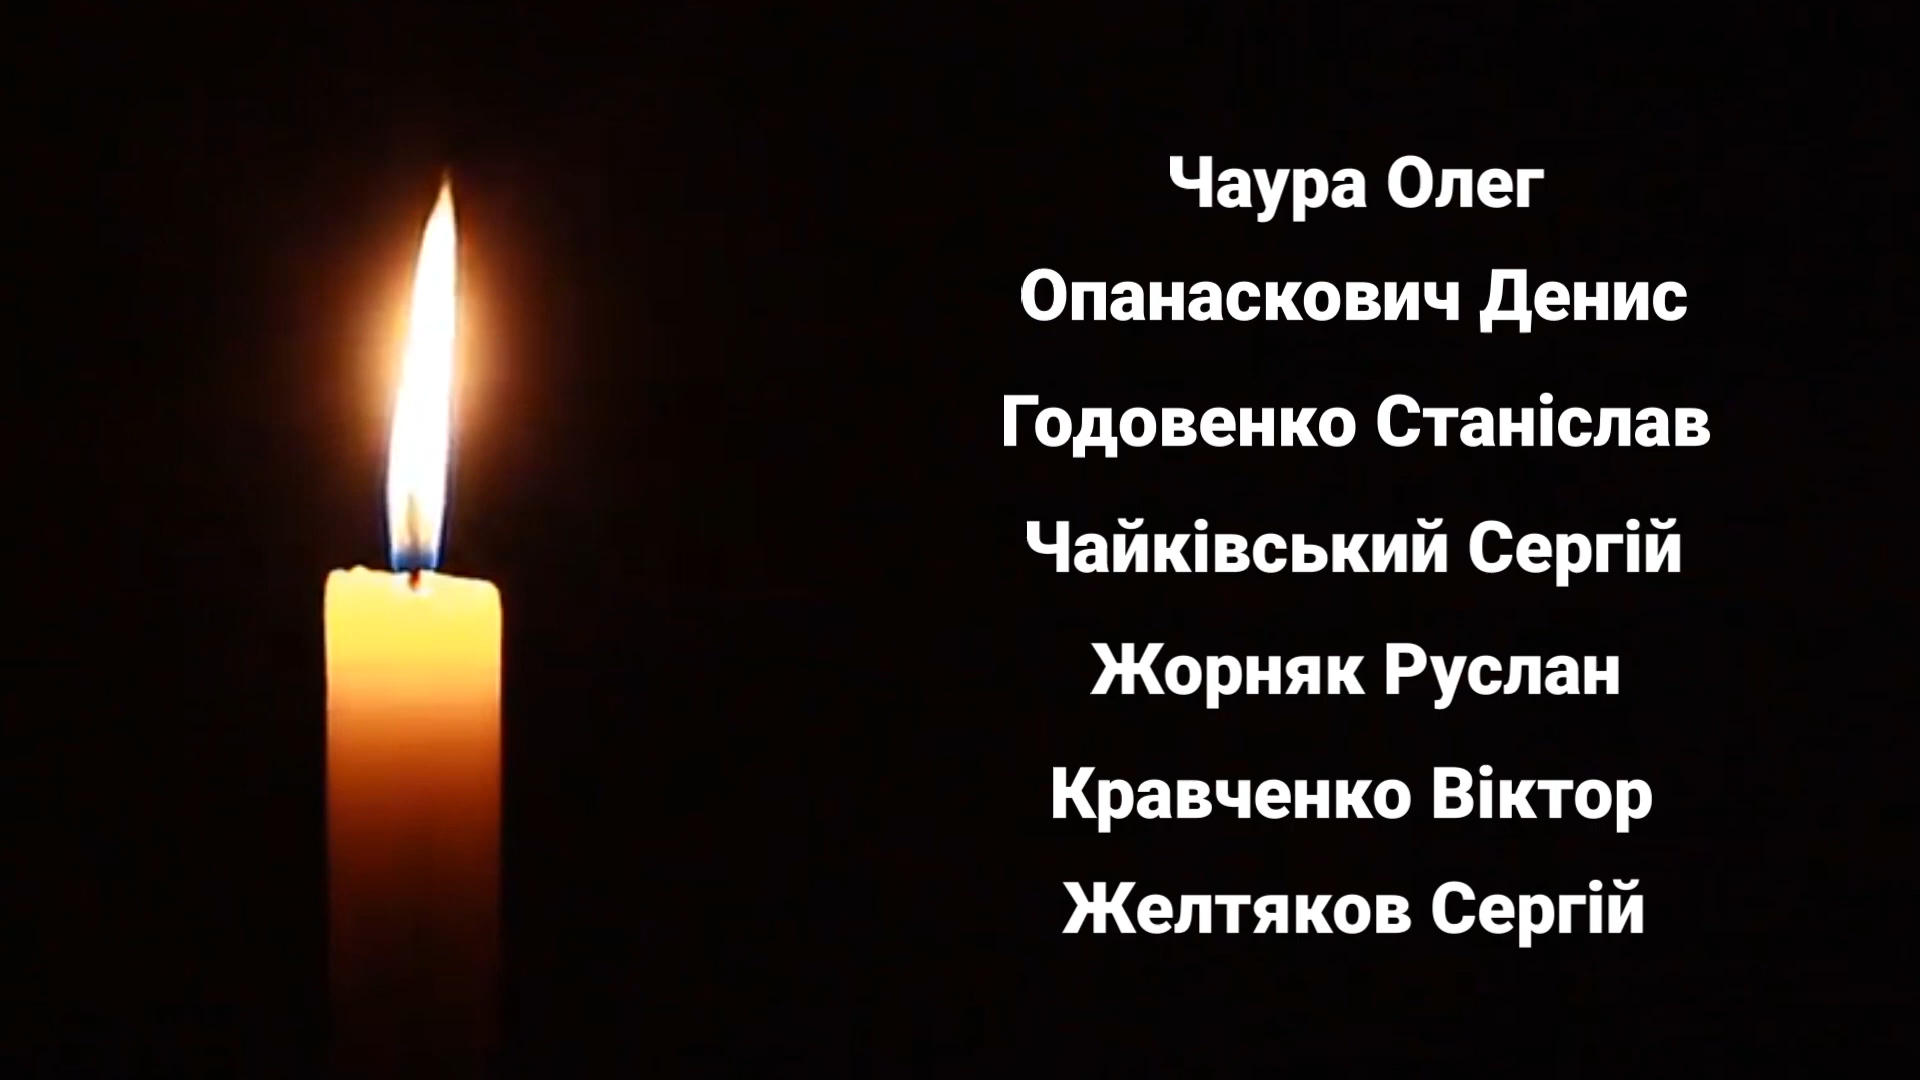 Чаура Олег
Опанаскович Денис
Годовенко Станіслав
Чайківський Сергій
Жорняк Руслан
Кравченко Віктор
Желтяков Сергій